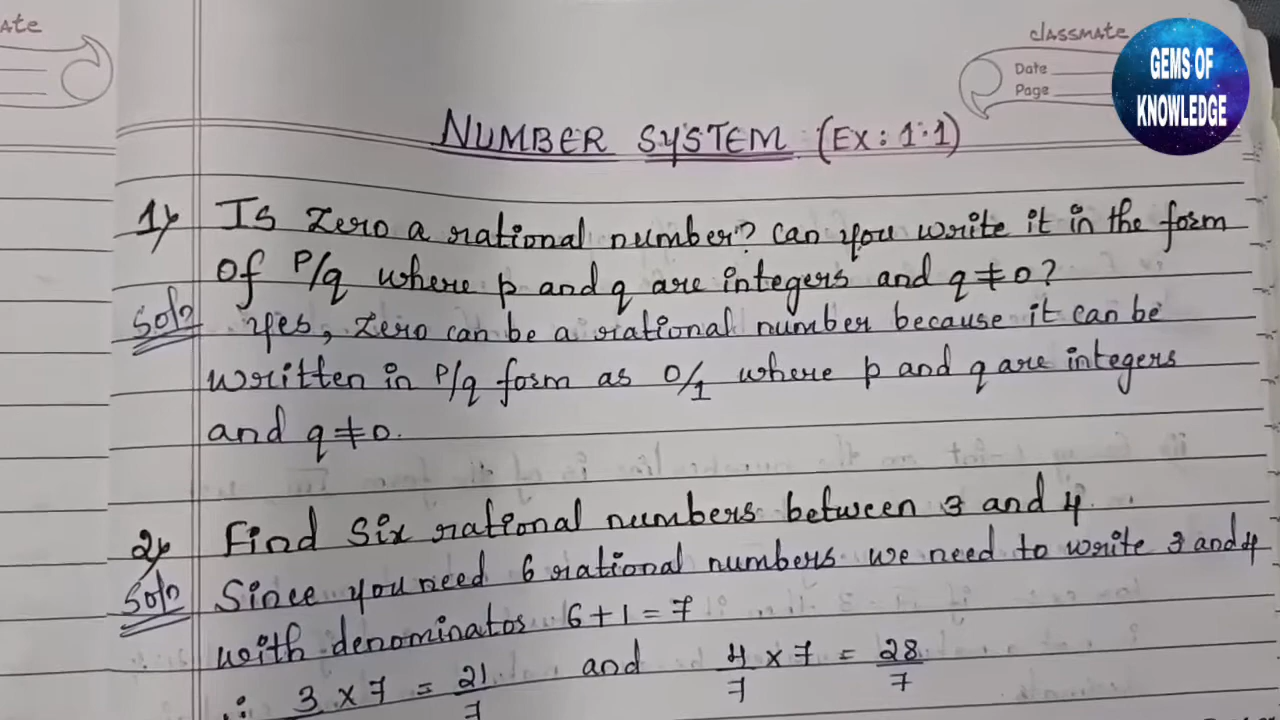 ATE
classmate
Date
Page
GEMS OF
KNOWLEDGE
NUMBER SYSTEM (Ex: 1.1)
1) Is zero a rational number? can you write it in the form
of P/q where p and q are integers and q ≠ 0?
Soln Yes, zero can be a rational number because it can be
written in P/q form as 0/1 where p and q are integers
and q ≠ 0.
2) Find six rational numbers between 3 and 4.
Soln Since you need 6 rational numbers we need to write 3 and 4
with denominatos 6 + 1 = 7
∴ 3 × 7 = 21/7 and 4/7 × 7 = 28/7